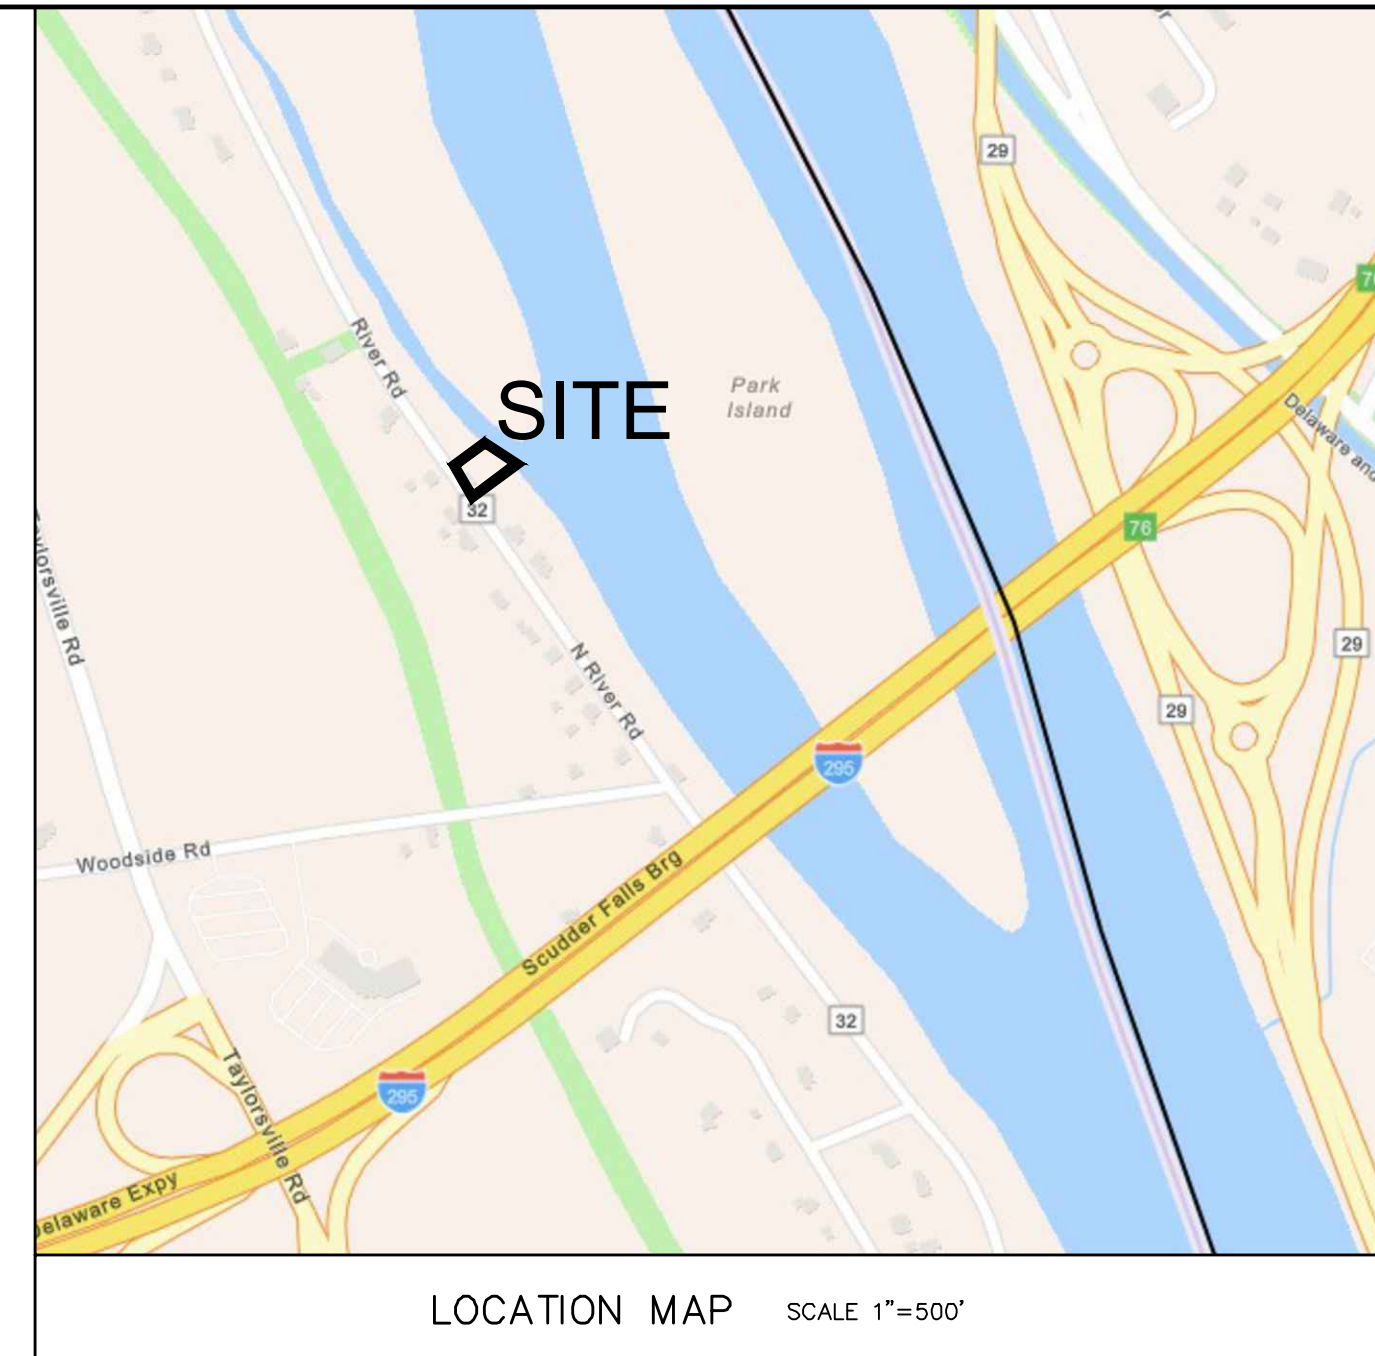 29
76
River Rd
SITE
Park
Island
Delaware and
32
76
Taylorsville Rd
29
N River Rd
29
295
Woodside Rd
Scudder Falls Brg
32
295
Taylorsville Rd
Delaware Expy
LOCATION MAP SCALE 1"=500'